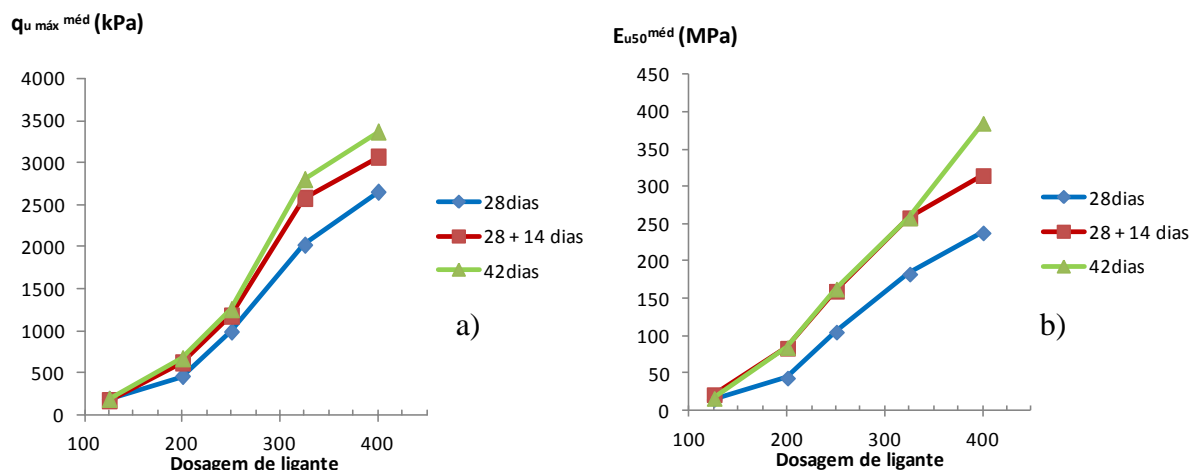 qu máx méd (kPa)
4000
3500
3000
2500
2000
1500
1000
500
0
100
200
300
400
Dosagem de ligante
28dias
28 + 14 dias
42dias
a)
Eu50méd (MPa)
450
400
350
300
250
200
150
100
50
0
100
200
300
400
Dosagem de ligante
28dias
28 + 14 dias
42dias
b)